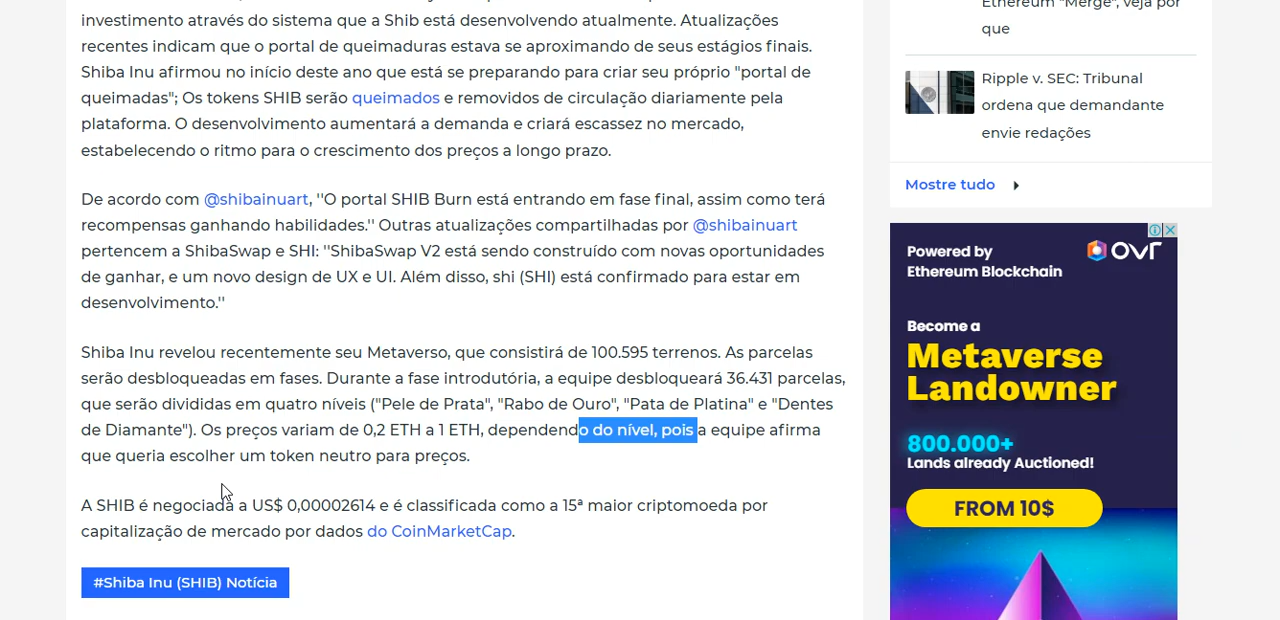 investimento através do sistema que a Shib está desenvolvendo atualmente. Atualizações
recentes indicam que o portal de queimaduras estava se aproximando de seus estágios finais.
Shiba Inu afirmou no início deste ano que está se preparando para criar seu próprio "portal de
queimadas"; Os tokens SHIB serão queimados e removidos de circulação diariamente pela
plataforma. O desenvolvimento aumentará a demanda e criará escassez no mercado,
estabelecendo o ritmo para o crescimento dos preços a longo prazo.
De acordo com @shibainuart, ''O portal SHIB Burn está entrando em fase final, assim como terá
recompensas ganhando habilidades.'' Outras atualizações compartilhadas por @shibainuart
pertencem a ShibaSwap e SHI: ''ShibaSwap V2 está sendo construído com novas oportunidades
de ganhar, e um novo design de UX e UI. Além disso, shi (SHI) está confirmado para estar em
desenvolvimento.''
Shiba Inu revelou recentemente seu Metaverso, que consistirá de 100.595 terrenos. As parcelas
serão desbloqueadas em fases. Durante a fase introdutória, a equipe desbloqueará 36.431 parcelas,
que serão divididas em quatro níveis ("Pele de Prata", "Rabo de Ouro", "Pata de Platina" e "Dentes
de Diamante"). Os preços variam de 0,2 ETH a 1 ETH, dependendo do nível, pois a equipe afirma
que queria escolher um token neutro para preços.
A SHIB é negociada a US$ 0,00002614 e é classificada como a 15ª maior criptomoeda por
capitalização de mercado por dados do CoinMarketCap.
#Shiba Inu (SHIB) Notícia
Ethereum "Merge", veja por
que
Ripple v. SEC: Tribunal
ordena que demandante
envie redações
Mostre tudo
Powered by
Ethereum Blockchain
ovr
Become a
Metaverse
Landowner
800.000+
Lands already Auctioned!
FROM 10$